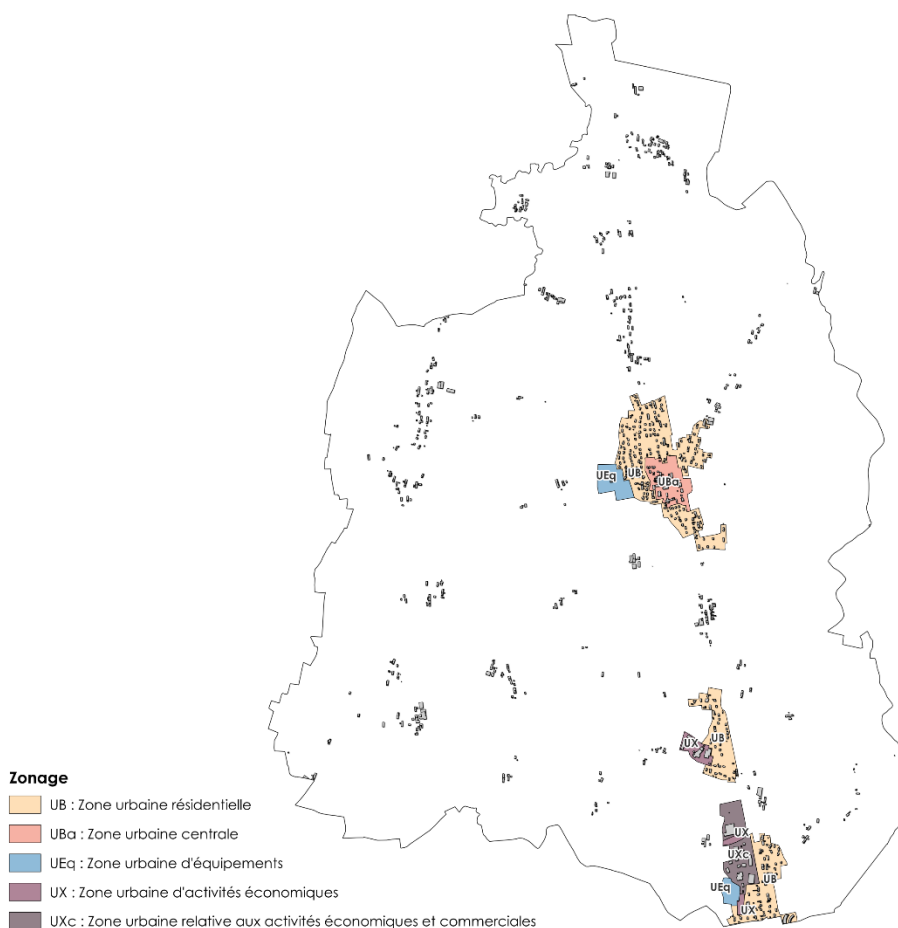 UEq
UB
UBa
UX
UB
UX
UXc
UB
UEq
UX
Zonage
UB : Zone urbaine résidentielle
UBa : Zone urbaine centrale
UEq : Zone urbaine d'équipements
UX : Zone urbaine d'activités économiques
UXc : Zone urbaine relative aux activités économiques et commerciales